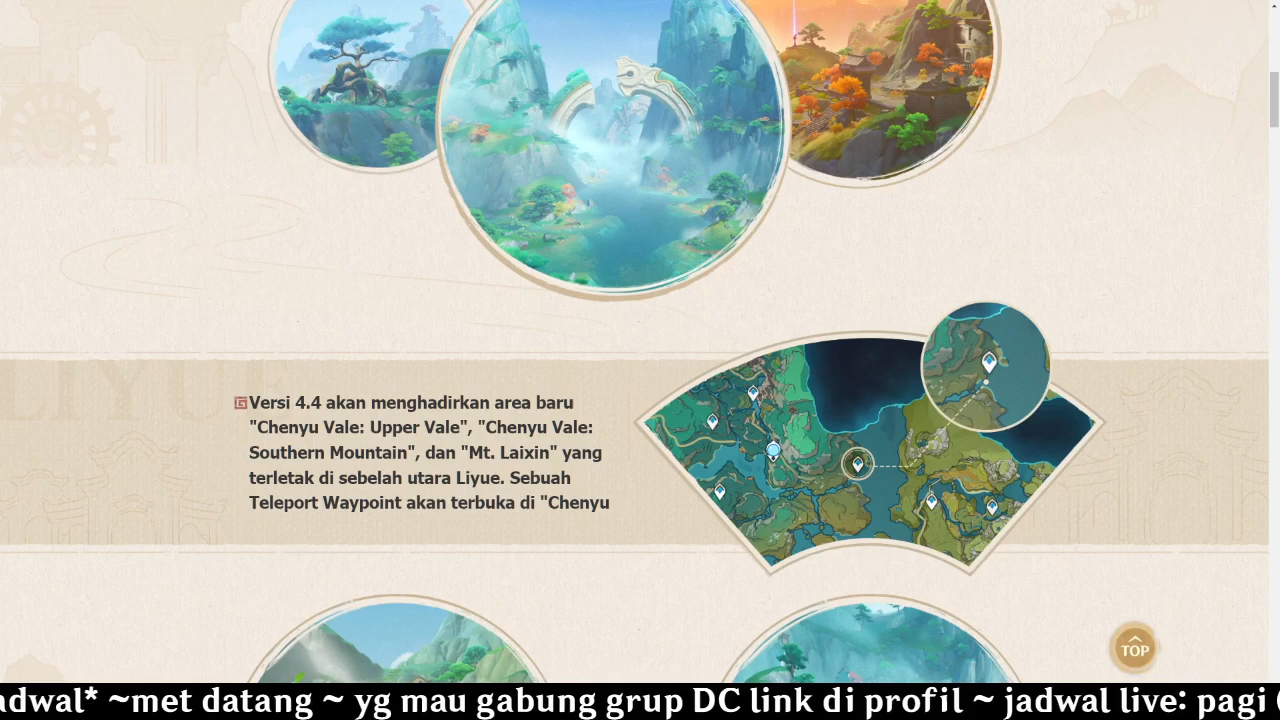 LIYUE
Versi 4.4 akan menghadirkan area baru
"Chenyu Vale: Upper Vale", "Chenyu Vale:
Southern Mountain", dan "Mt. Laixin" yang
terletak di sebelah utara Liyue. Sebuah
Teleport Waypoint akan terbuka di "Chenyu
TOP
adwal* ~met datang ~ yg mau gabung grup DC link di profil ~ jadwal live: pagi